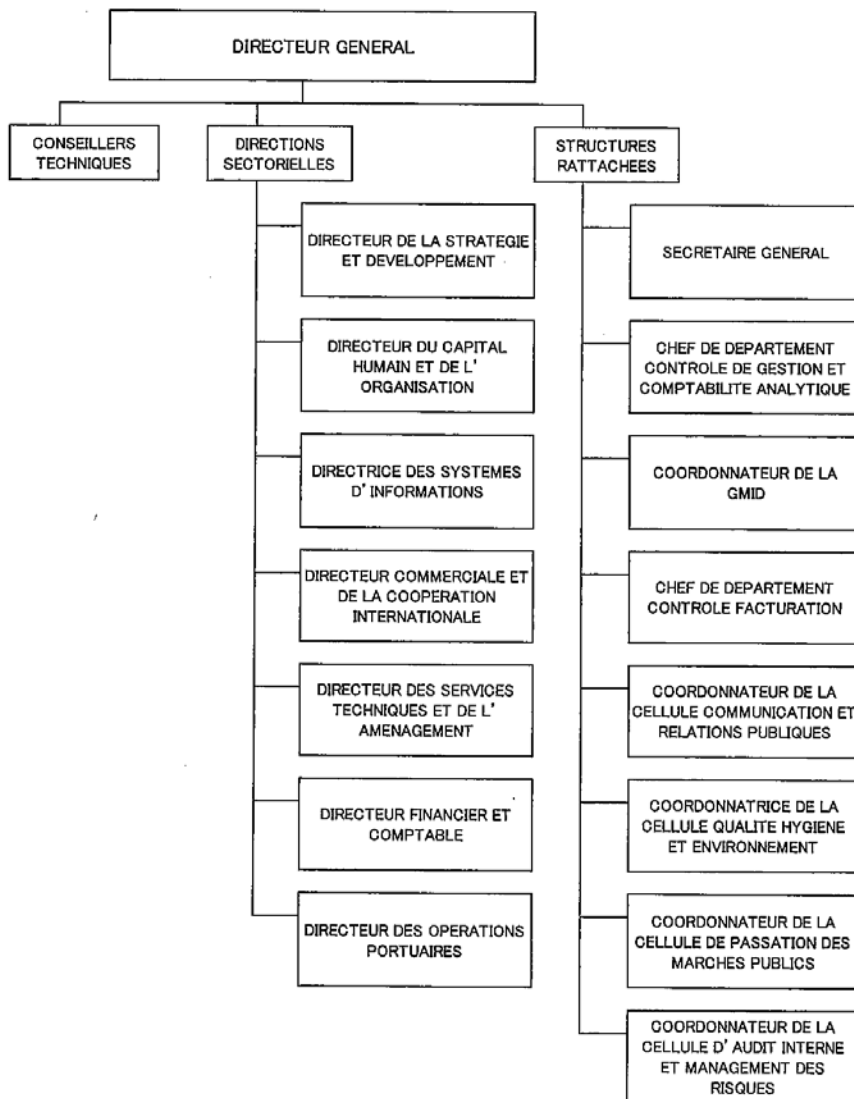 DIRECTEUR GENERAL
CONSEILLERS
TECHNIQUES
DIRECTIONS
SECTORIELLES
STRUCTURES
RATTACHEES
DIRECTEUR DE LA STRATEGIE
ET DEVELOPPEMENT
DIRECTEUR DU CAPITAL
HUMAIN ET DE L'
ORGANISATION
DIRECTRICE DES SYSTEMES
D' INFORMATIONS
DIRECTEUR COMMERCIALE ET
DE LA COOPERATION
INTERNATIONALE
DIRECTEUR DES SERVICES
TECHNIQUES ET DE L'
AMENAGEMENT
DIRECTEUR FINANCIER ET
COMPTABLE
DIRECTEUR DES OPERATIONS
PORTUAIRES
SECRETAIRE GENERAL
CHEF DE DEPARTEMENT
CONTROLE DE GESTION ET
COMPTABILITE ANALYTIQUE
COORDONNATEUR DE LA
GMID
CHEF DE DEPARTEMENT
CONTROLE FACTURATION
COORDONNATEUR DE LA
CELLULE COMMUNICATION ET
RELATIONS PUBLIQUES
COORDONNATRICE DE LA
CELLULE QUALITE HYGIENE
ET ENVIRONNEMENT
COORDONNATEUR DE LA
CELLULE DE PASSATION DES
MARCHES PUBLICS
COORDONNATEUR DE LA
CELLULE D' AUDIT INTERNE
ET MANAGEMENT DES
RISQUES